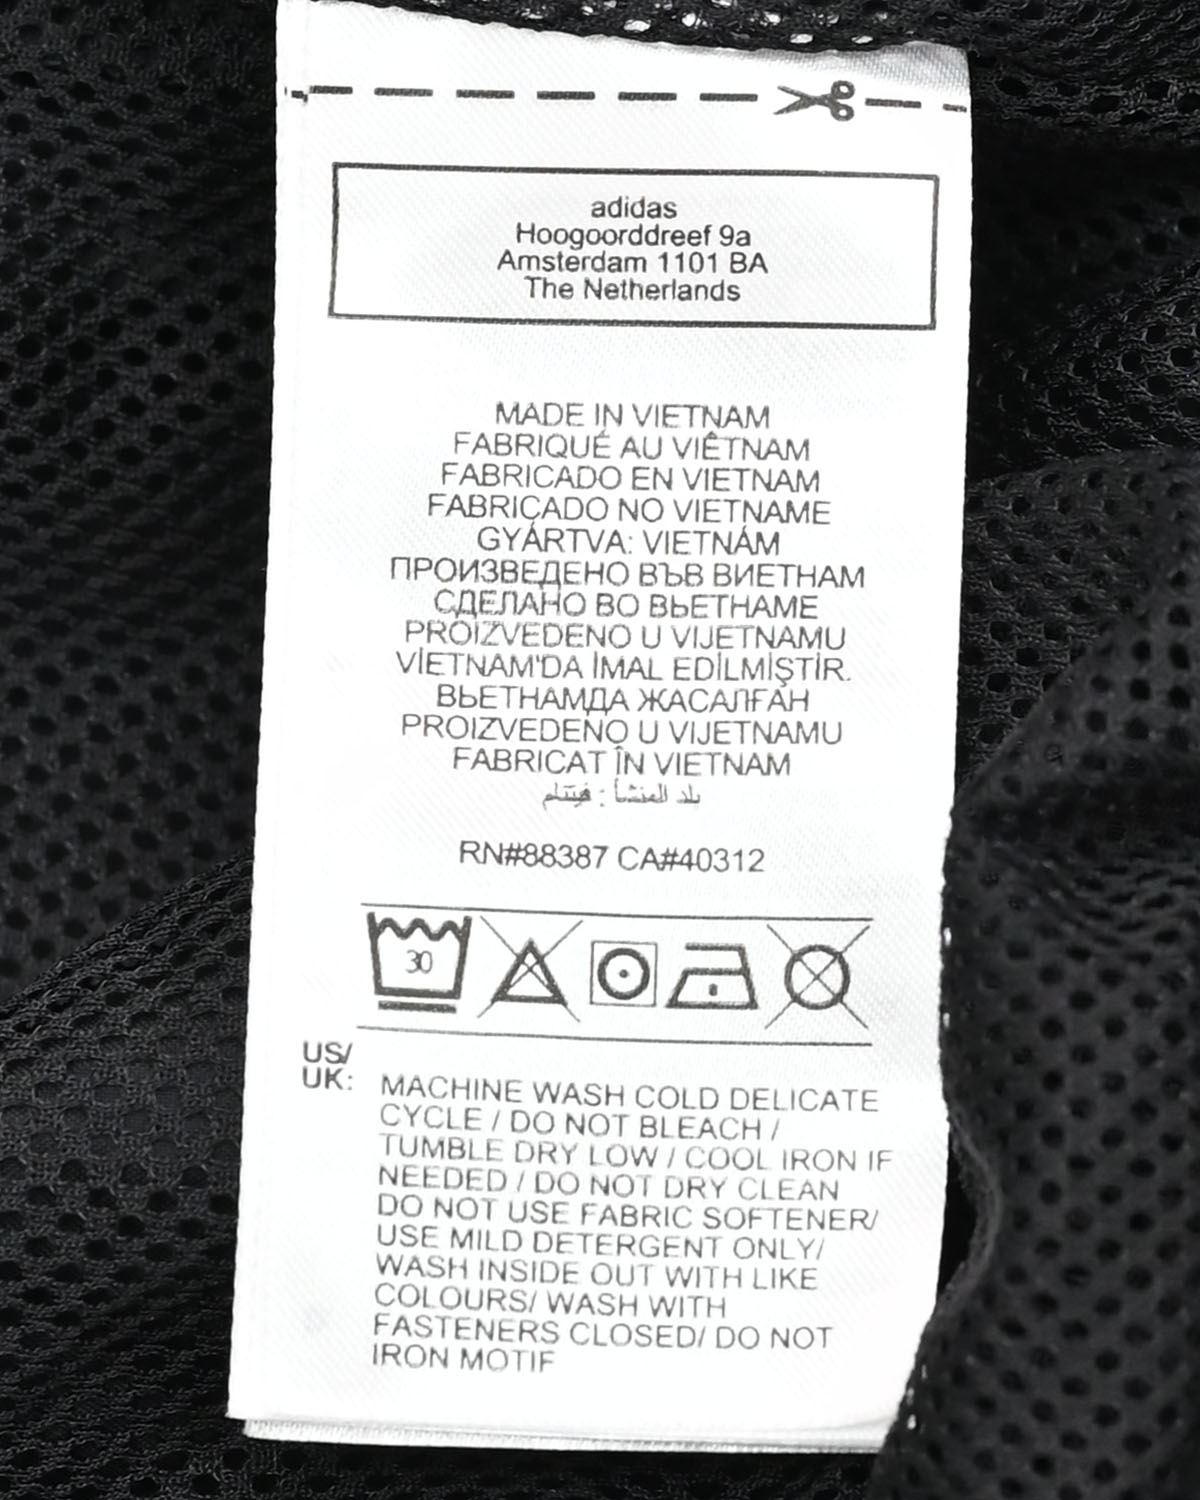 adidas
Hoogoorddreef 9a
Amsterdam 1101 BA
The Netherlands
MADE IN VIETNAM
FABRIQUÉ AU VIÊTNAM
FABRICADO EN VIETNAM
FABRICADO NO VIETNAME
GYÁRTVA: VIETNÁM
ПРОИЗВЕДЕНО ВЪВ ВИЕТНАМ
СДЕЛАНО ВО ВЬЕТНАМЕ
PROIZVEDENO U VIJETNAMU
VİETNAM'DA İMAL EDİLMİŞTİR.
ВЬЕТНАМДА ЖАСАЛҒАН
PROIZVEDENO U VIJETNAMU
FABRICAT ÎN VIETNAM
بلد المنشأ : فيتنام
RN#88387 CA#40312
30
US/
UK:
MACHINE WASH COLD DELICATE
CYCLE / DO NOT BLEACH /
TUMBLE DRY LOW / COOL IRON IF
NEEDED / DO NOT DRY CLEAN
DO NOT USE FABRIC SOFTENER/
USE MILD DETERGENT ONLY/
WASH INSIDE OUT WITH LIKE
COLOURS/ WASH WITH
FASTENERS CLOSED/ DO NOT
IRON MOTIF